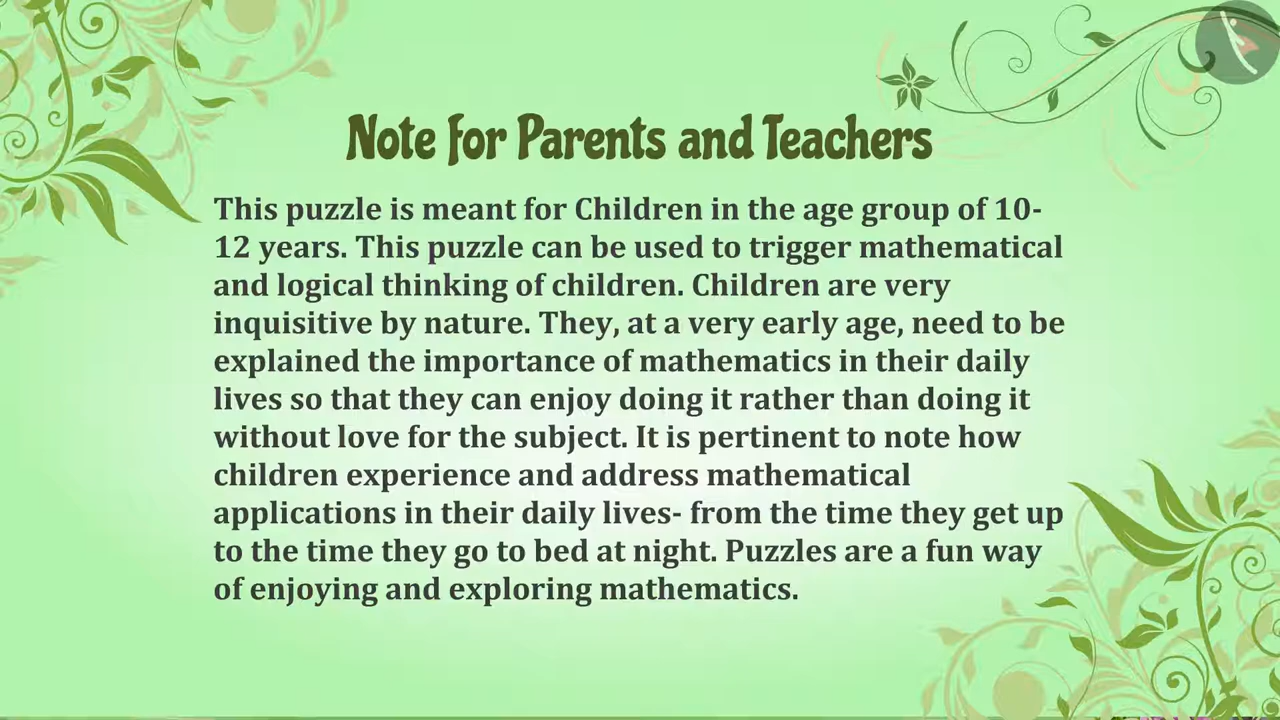 Note for Parents and Teachers
This puzzle is meant for Children in the age group of 10-
12 years. This puzzle can be used to trigger mathematical
and logical thinking of children. Children are very
inquisitive by nature. They, at a very early age, need to be
explained the importance of mathematics in their daily
lives so that they can enjoy doing it rather than doing it
without love for the subject. It is pertinent to note how
children experience and address mathematical
applications in their daily lives- from the time they get up
to the time they go to bed at night. Puzzles are a fun way
of enjoying and exploring mathematics.